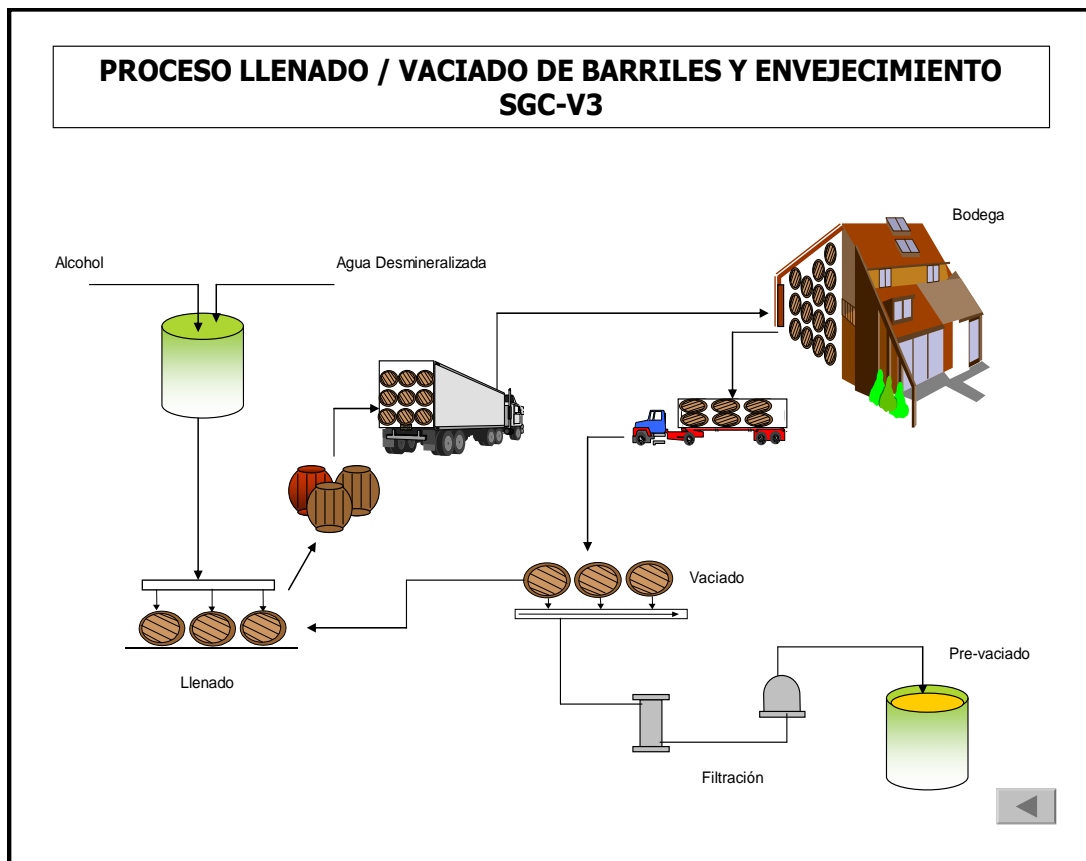 PROCESO LLENADO / VACIADO DE BARRILES Y ENVEJECIMIENTO
SGC-V3
Bodega
Alcohol
Agua Desmineralizada
Vaciado
Llenado
Pre-vaciado
Filtración